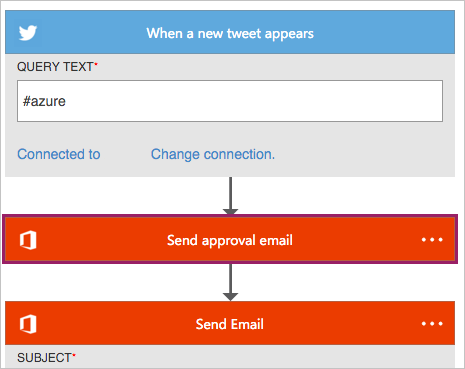 When a new tweet appears
QUERY TEXT*
#azure
Connected to Change connection.
Send approval email
Send Email
SUBJECT*